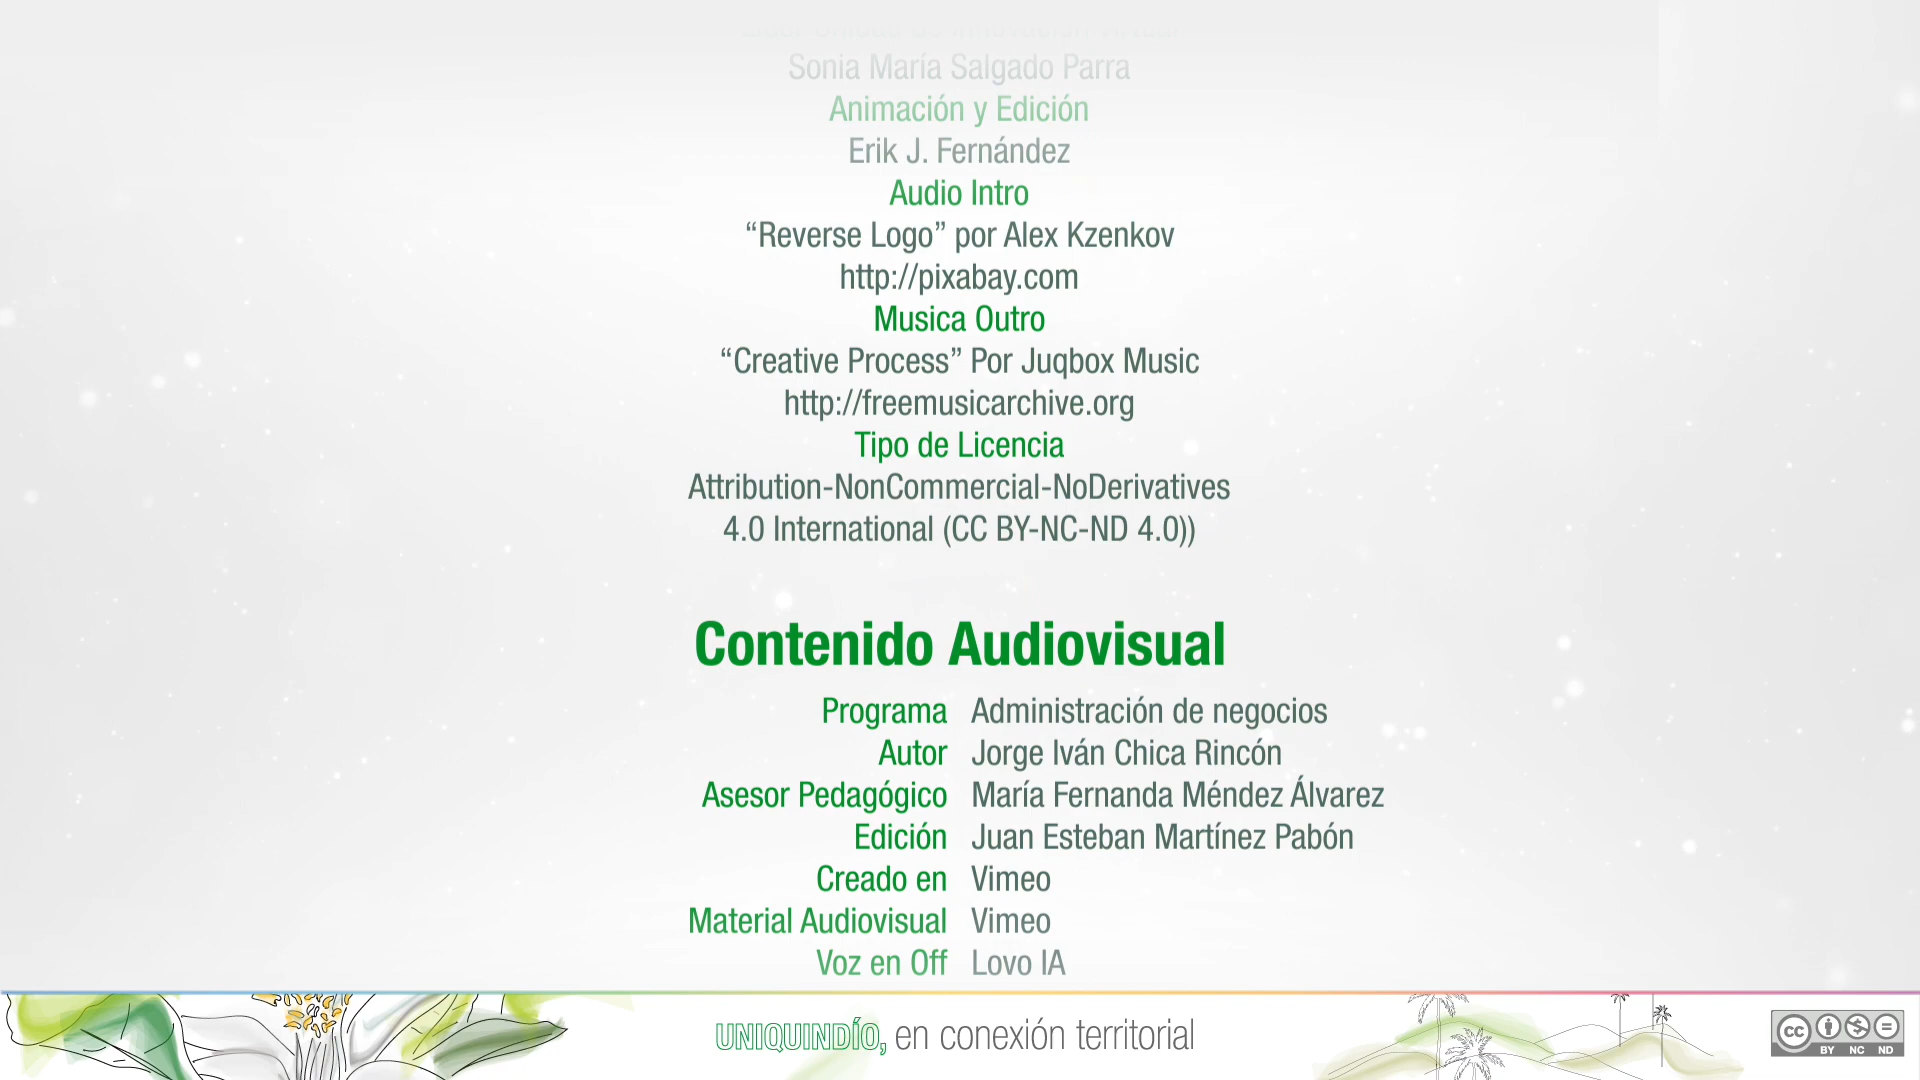 Sonia María Salgado Parra
Animación y Edición
Erik J. Fernández
Audio Intro
“Reverse Logo” por Alex Kzenkov
http://pixabay.com
Musica Outro
“Creative Process” Por Juqbox Music
http://freemusicarchive.org
Tipo de Licencia
Attribution-NonCommercial-NoDerivatives
4.0 International (CC BY-NC-ND 4.0))
Contenido Audiovisual
Programa Administración de negocios
Autor Jorge Iván Chica Rincón
Asesor Pedagógico María Fernanda Méndez Álvarez
Edición Juan Esteban Martínez Pabón
Creado en Vimeo
Material Audiovisual Vimeo
Voz en Off Lovo IA
UNIQUINDÍO, en conexión territorial
cc BY NC ND